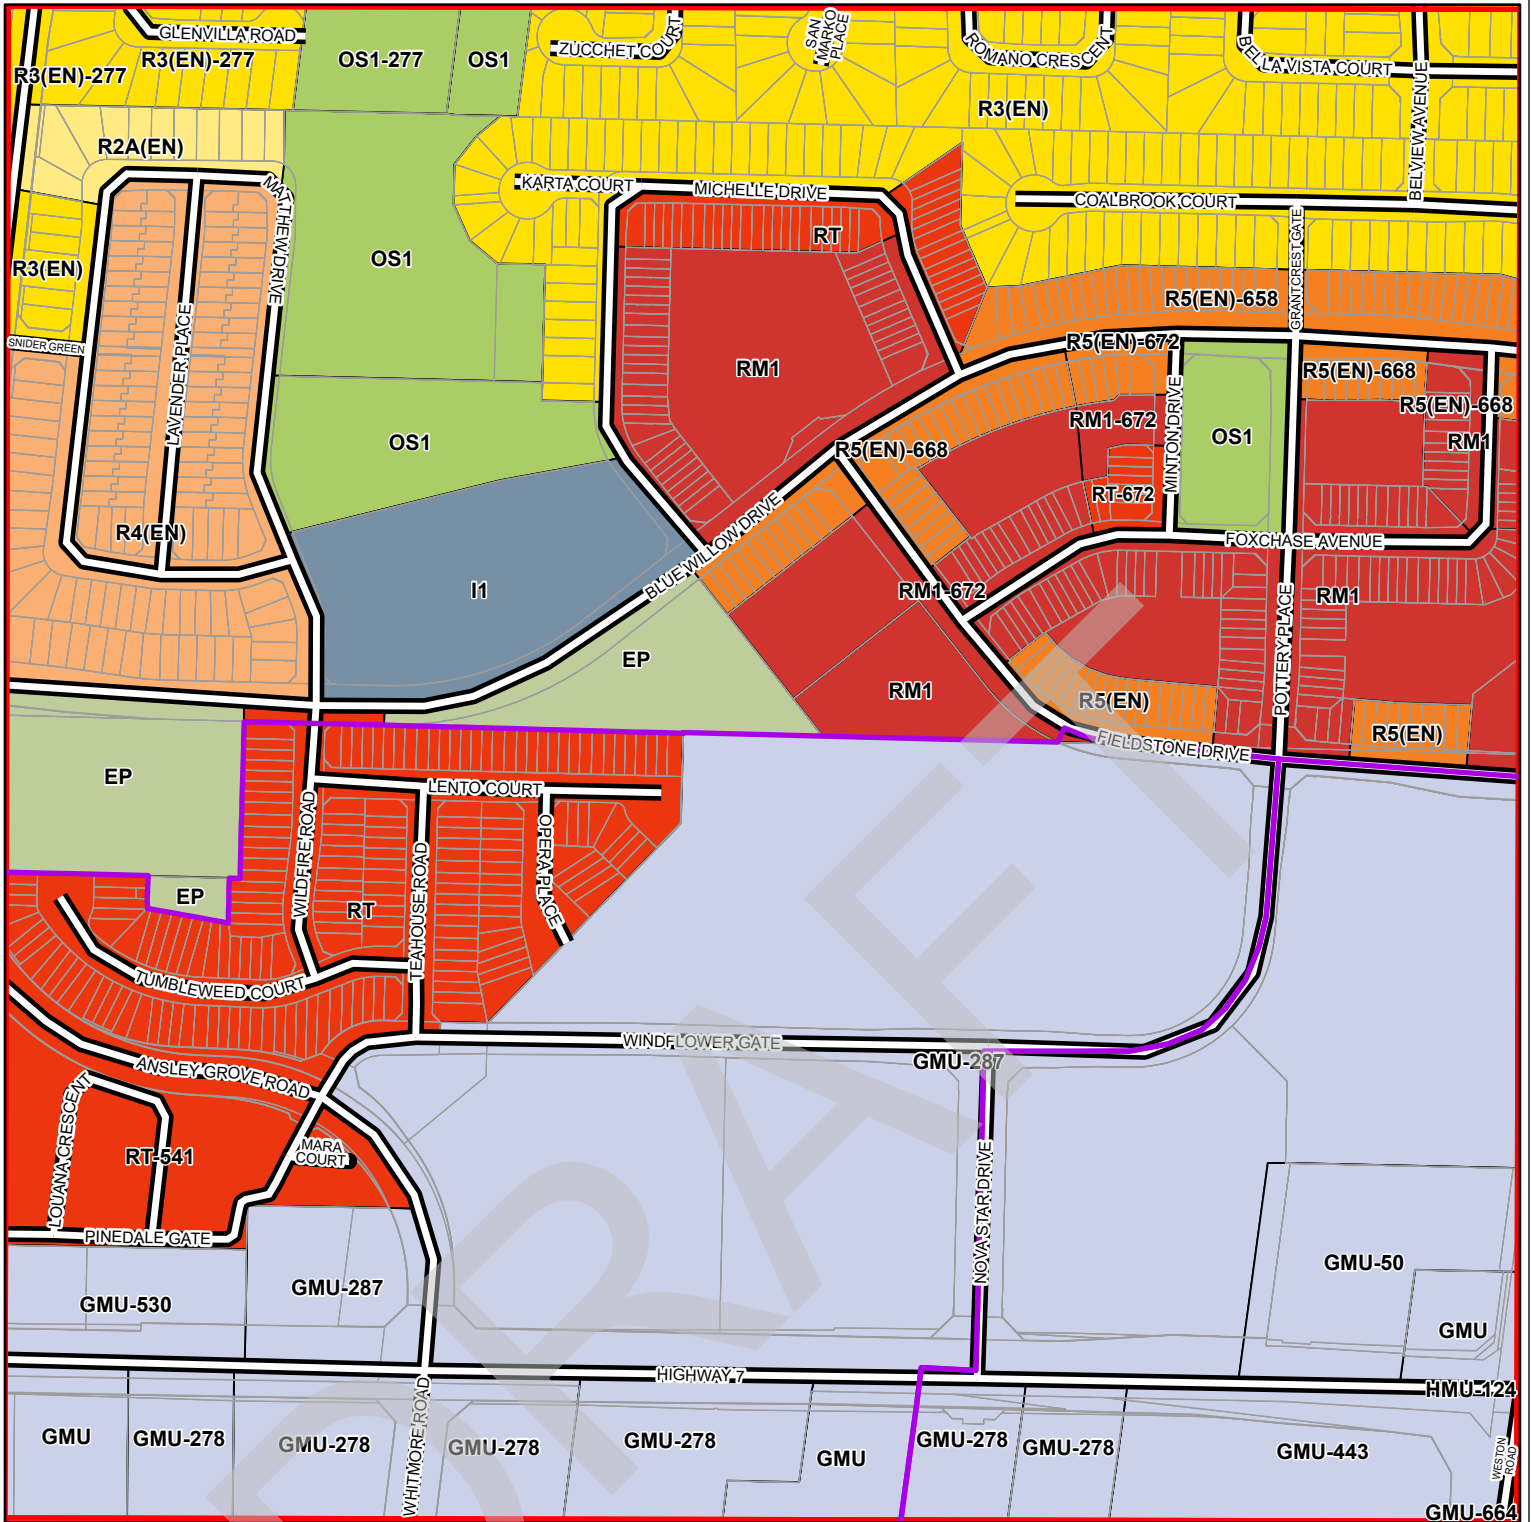 GLENVILLA ROAD
R3(EN)-277
R3(EN)-277
OS1-277
OS1
ZUCCHET COURT
SAN
MARKO
PLACE
ROMANO CRESCENT
BELLA VISTA COURT
BELVIEW AVENUE
R3(EN)
R2A(EN)
MATTHEW DRIVE
KARTA COURT
MICHELLE DRIVE
COALBROOK COURT
GRANTCREST GATE
RT
OS1
R3(EN)
R5(EN)-658
SNIDER GREEN
LAVENDER PLACE
R5(EN)-672
RM1
R5(EN)-668
MINTON DRIVE
R5(EN)-668
RM1-672
OS1
RM1
OS1
R5(EN)-668
RT-672
R4(EN)
FOXCHASE AVENUE
BLUE WILLOW DRIVE
I1
RM1-672
RM1
POTTERY PLACE
EP
RM1
R5(EN)
R5(EN)
FIELDSTONE DRIVE
EP
LENTO COURT
WILDFIRE ROAD
OPERA PLACE
TEAHOUSE ROAD
EP
RT
TUMBLEWEED COURT
WINDFLOWER GATE
GMU-287
ANSLEY GROVE ROAD
LOUANA CRESCENT
MARA
COURT
RT-541
NOVA STAR DRIVE
PINEDALE GATE
GMU-50
GMU-287
GMU-530
GMU
HIGHWAY 7
HMU-124
WHITMORE ROAD
GMU
GMU-278
GMU-278
GMU-278
GMU-278
GMU
GMU-278
GMU-278
GMU-443
WESTON
ROAD
GMU-664
DRAFT